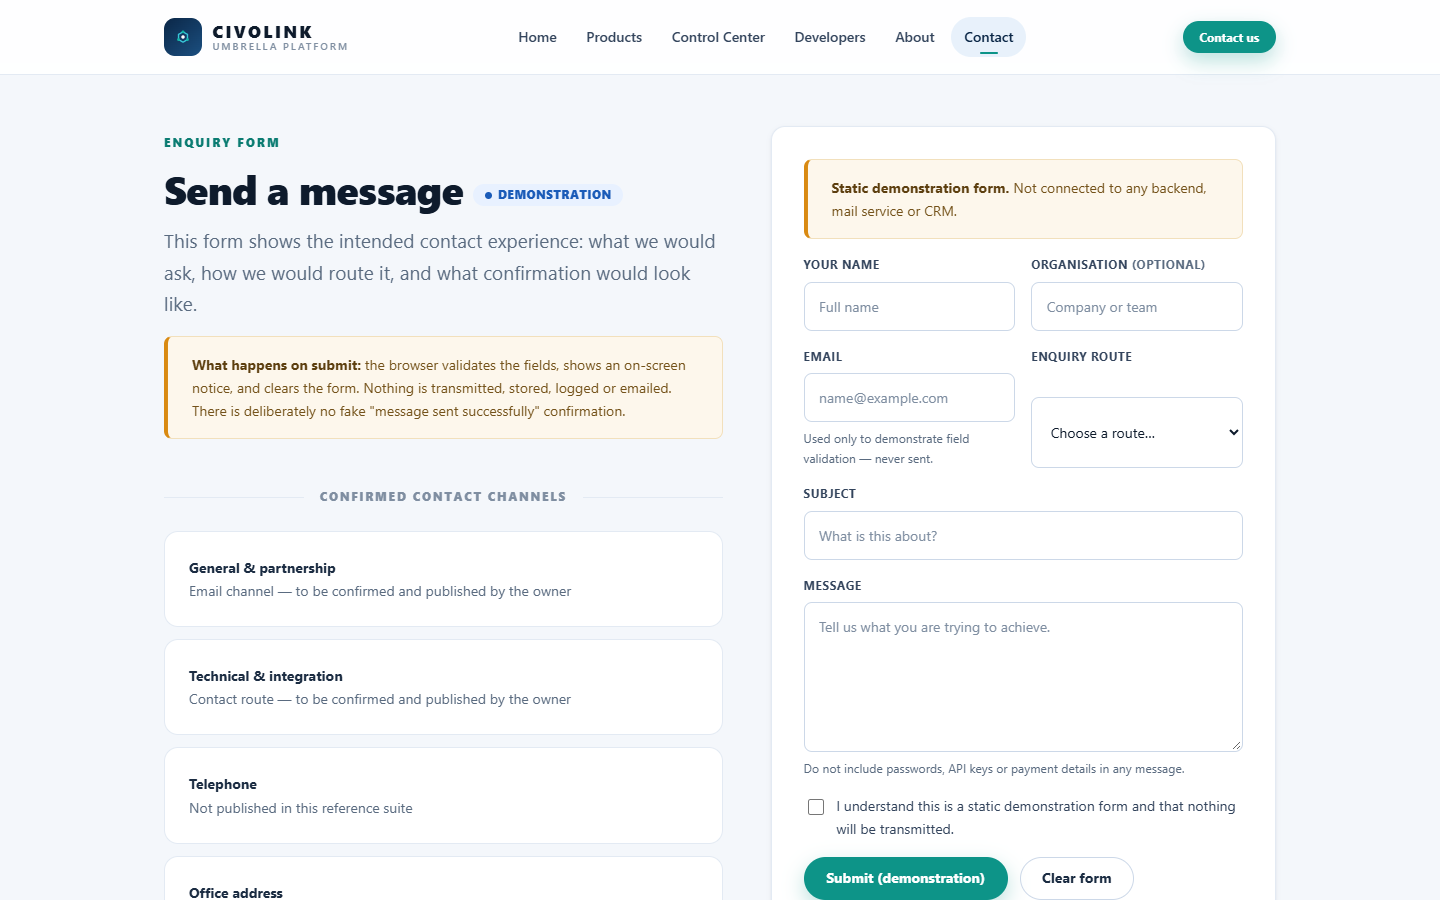 CIVOLINK
UMBRELLA PLATFORM
Home
Products
Control Center
Developers
About
Contact
Contact us
ENQUIRY FORM
Send a message
DEMONSTRATION
This form shows the intended contact experience: what we would
ask, how we would route it, and what confirmation would look
like.
What happens on submit: the browser validates the fields, shows an on-screen
notice, and clears the form. Nothing is transmitted, stored, logged or emailed.
There is deliberately no fake "message sent successfully" confirmation.
CONFIRMED CONTACT CHANNELS
General & partnership
Email channel — to be confirmed and published by the owner
Technical & integration
Contact route — to be confirmed and published by the owner
Telephone
Not published in this reference suite
Office address
Static demonstration form. Not connected to any backend,
mail service or CRM.
YOUR NAME
Full name
ORGANISATION (OPTIONAL)
Company or team
EMAIL
name@example.com
Used only to demonstrate field
validation — never sent.
ENQUIRY ROUTE
Choose a route...
SUBJECT
What is this about?
MESSAGE
Tell us what you are trying to achieve.
Do not include passwords, API keys or payment details in any message.
I understand this is a static demonstration form and that nothing
will be transmitted.
Submit (demonstration)
Clear form